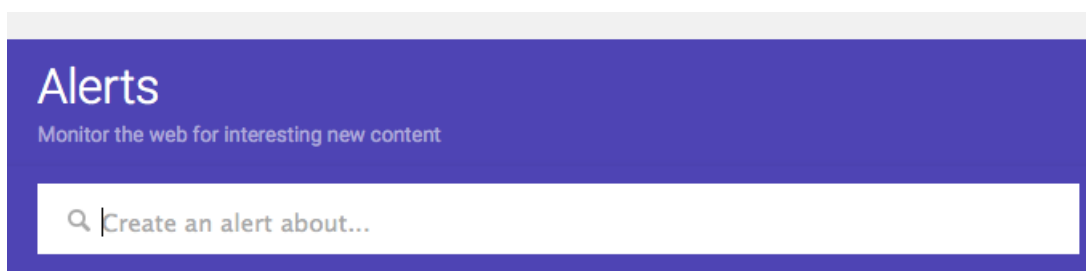 Alerts
Monitor the web for interesting new content
Create an alert about...